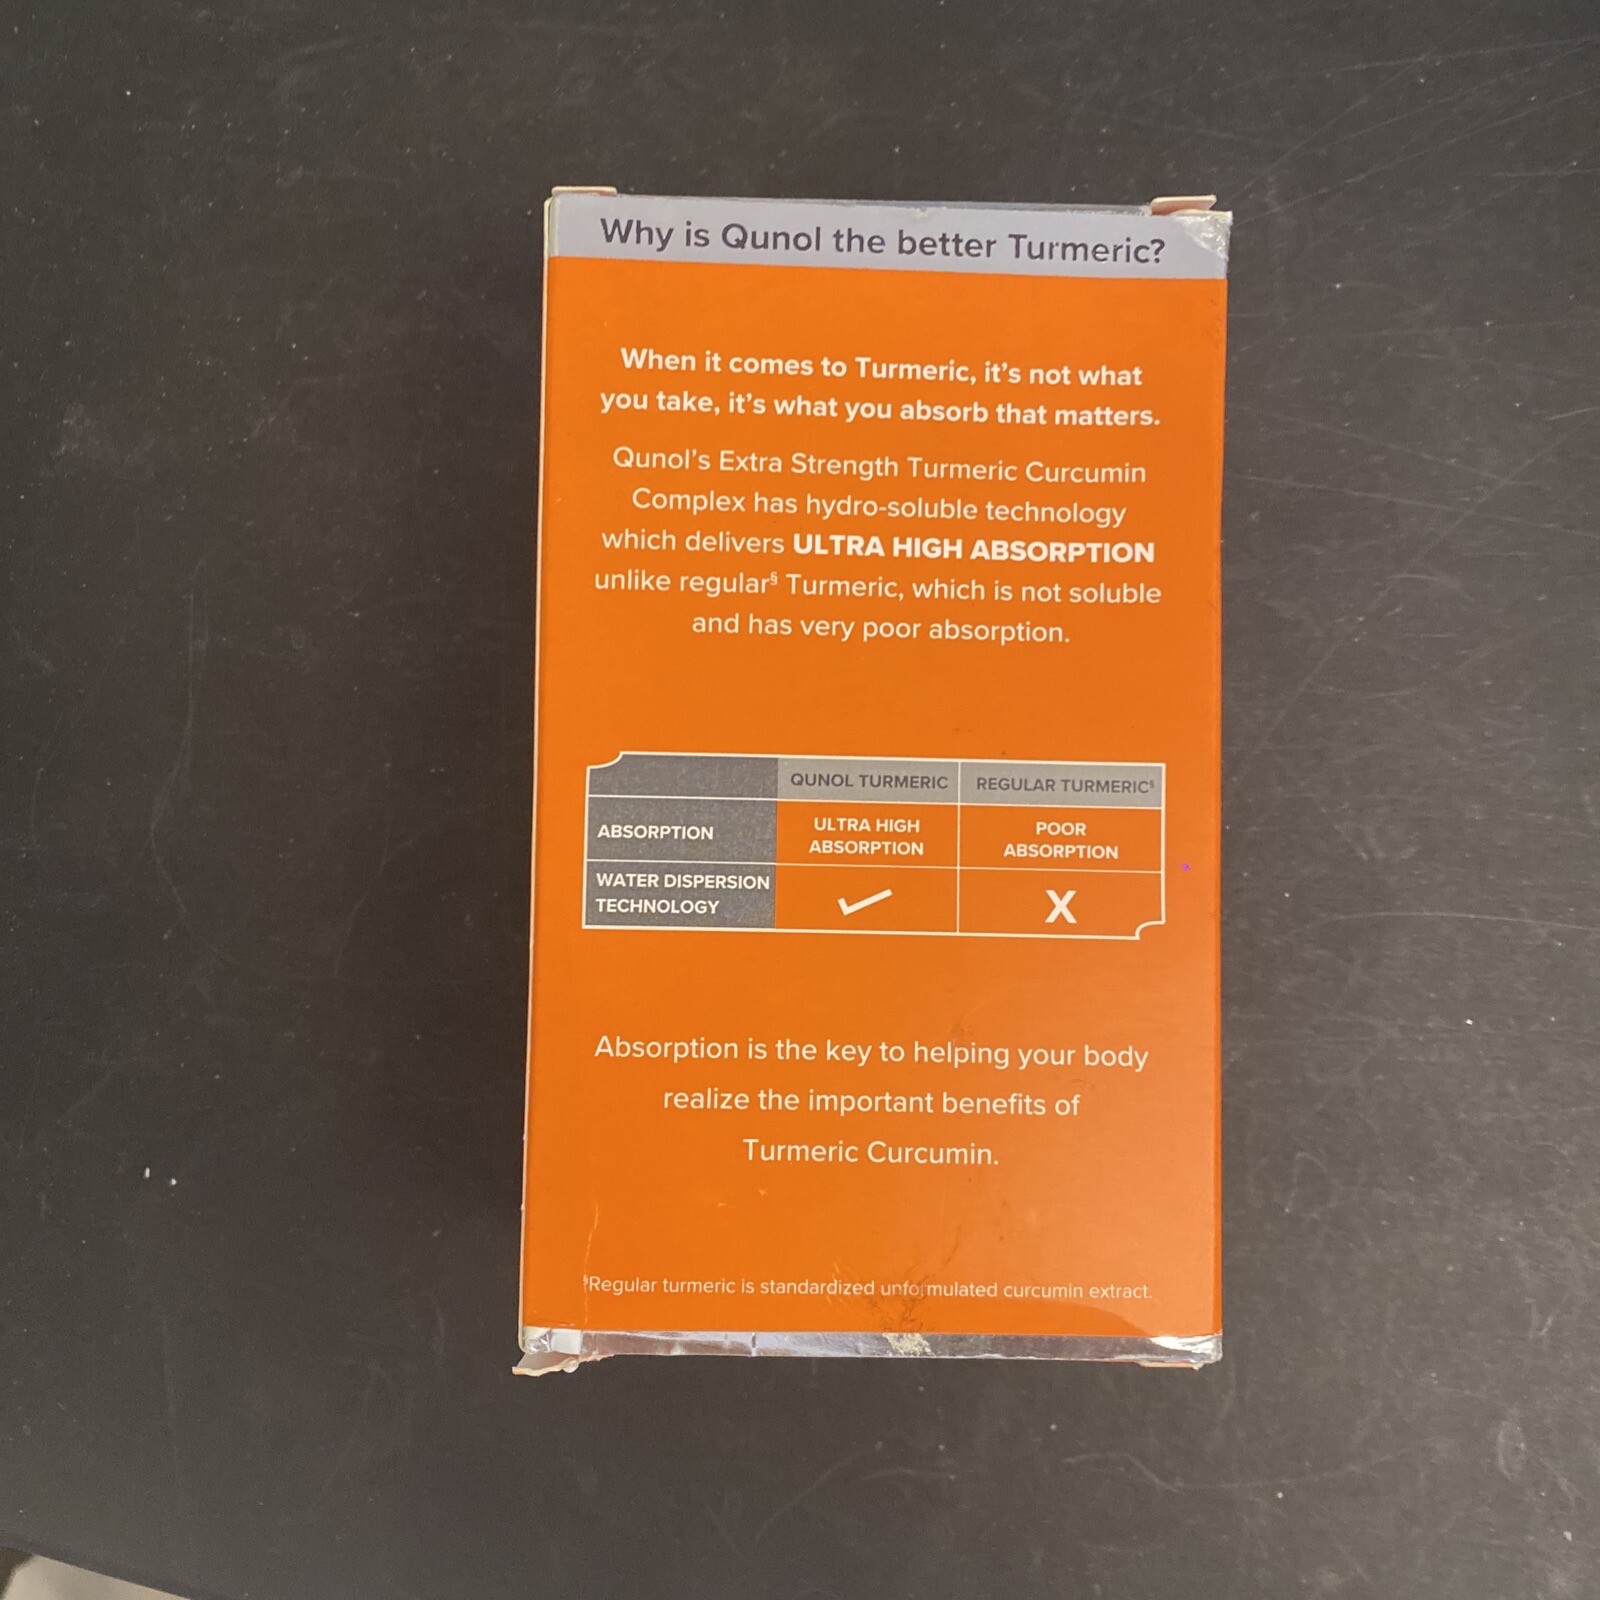 Why is Qunol the better Turmeric?
When it comes to Turmeric, it's not what
you take, it's what you absorb that matters.
Qunol's Extra Strength Turmeric Curcumin
Complex has hydro-soluble technology
which delivers ULTRA HIGH ABSORPTION
unlike regular§ Turmeric, which is not soluble
and has very poor absorption.
QUNOL TURMERIC REGULAR TURMERIC§
ABSORPTION ULTRA HIGH ABSORPTION POOR ABSORPTION
WATER DISPERSION TECHNOLOGY ✓ X
Absorption is the key to helping your body
realize the important benefits of
Turmeric Curcumin.
§Regular turmeric is standardized unformulated curcumin extract.